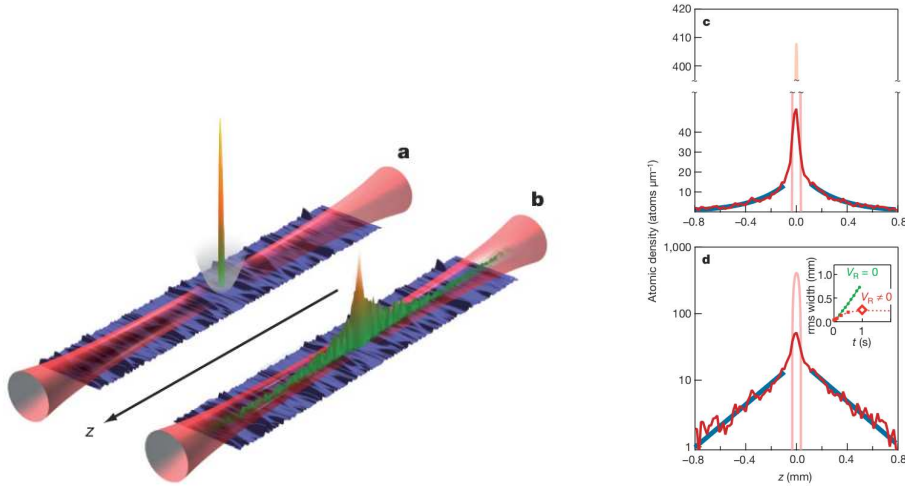 a
b
z
c
420
410
400
40
30
20
10
−0.8
−0.4
0.0
0.4
0.8
Atomic density (atoms μm⁻¹)
d
1,000
100
10
1
−0.8
−0.4
0.0
0.4
0.8
z (mm)
rms width (mm)
1.0
0.5
0.0
V_R = 0
V_R ≠ 0
0
1
t (s)